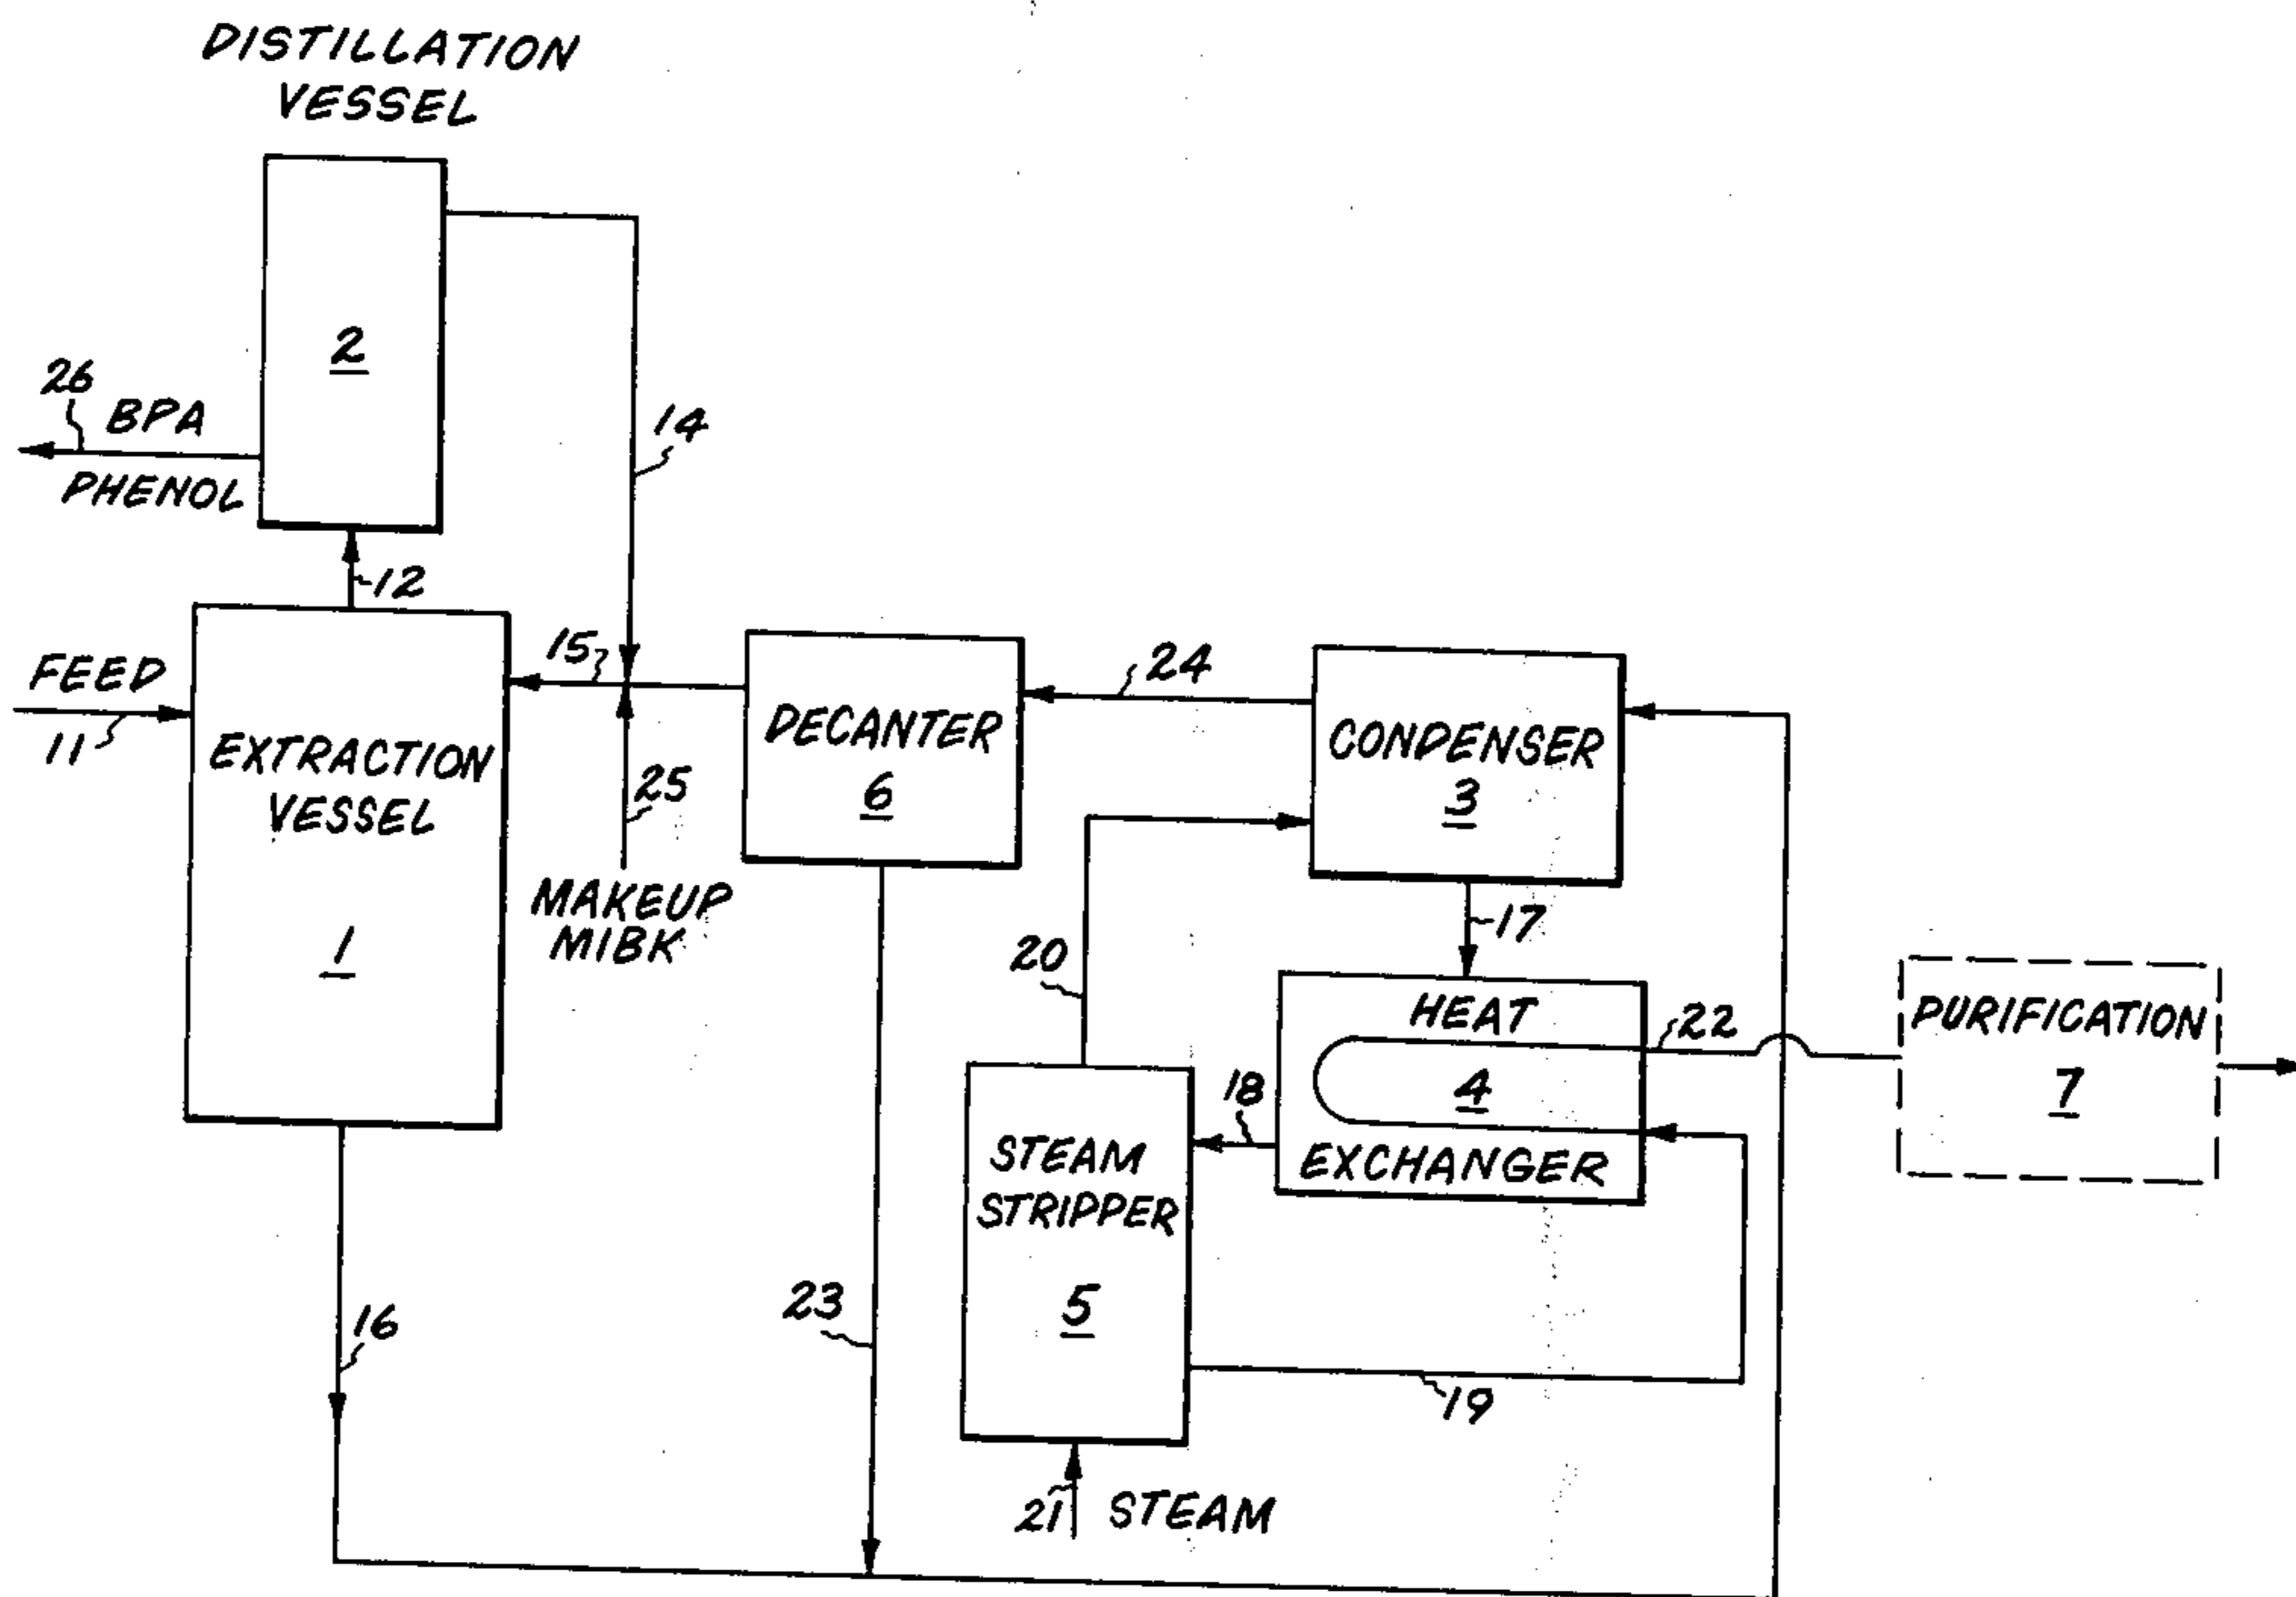 DISTILLATION
VESSEL
2
26
BPA
PHENOL
14
12
FEED
11
EXTRACTION
VESSEL
1
15
25
MAKEUP
MIBK
DECANTER
6
24
CONDENSER
3
17
20
HEAT
4
EXCHANGER
22
PURIFICATION
7
18
STEAM
STRIPPER
5
19
23
16
21
STEAM